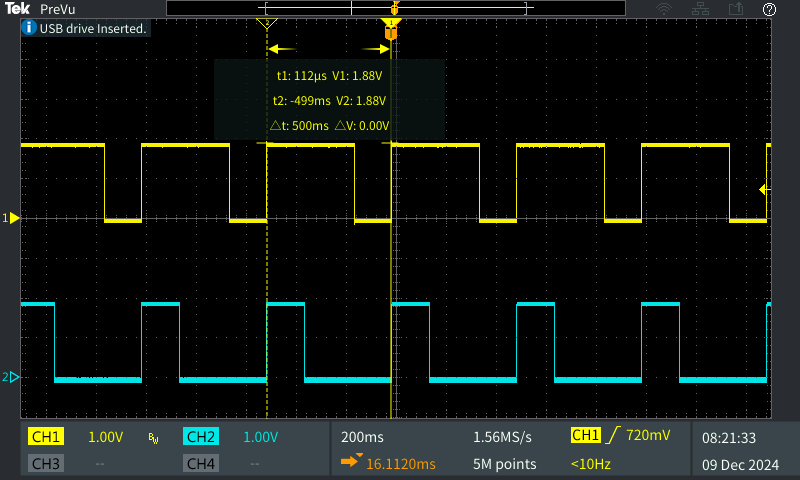 Tek PreVu
USB drive Inserted.
t1: 112µs V1: 1.88V
t2: -499ms V2: 1.88V
△t: 500ms △V: 0.00V
1
2
CH1 1.00V BW CH2 1.00V
CH3 -- CH4 --
200ms 1.56MS/s
16.1120ms 5M points
CH1 720mV
<10Hz
08:21:33
09 Dec 2024